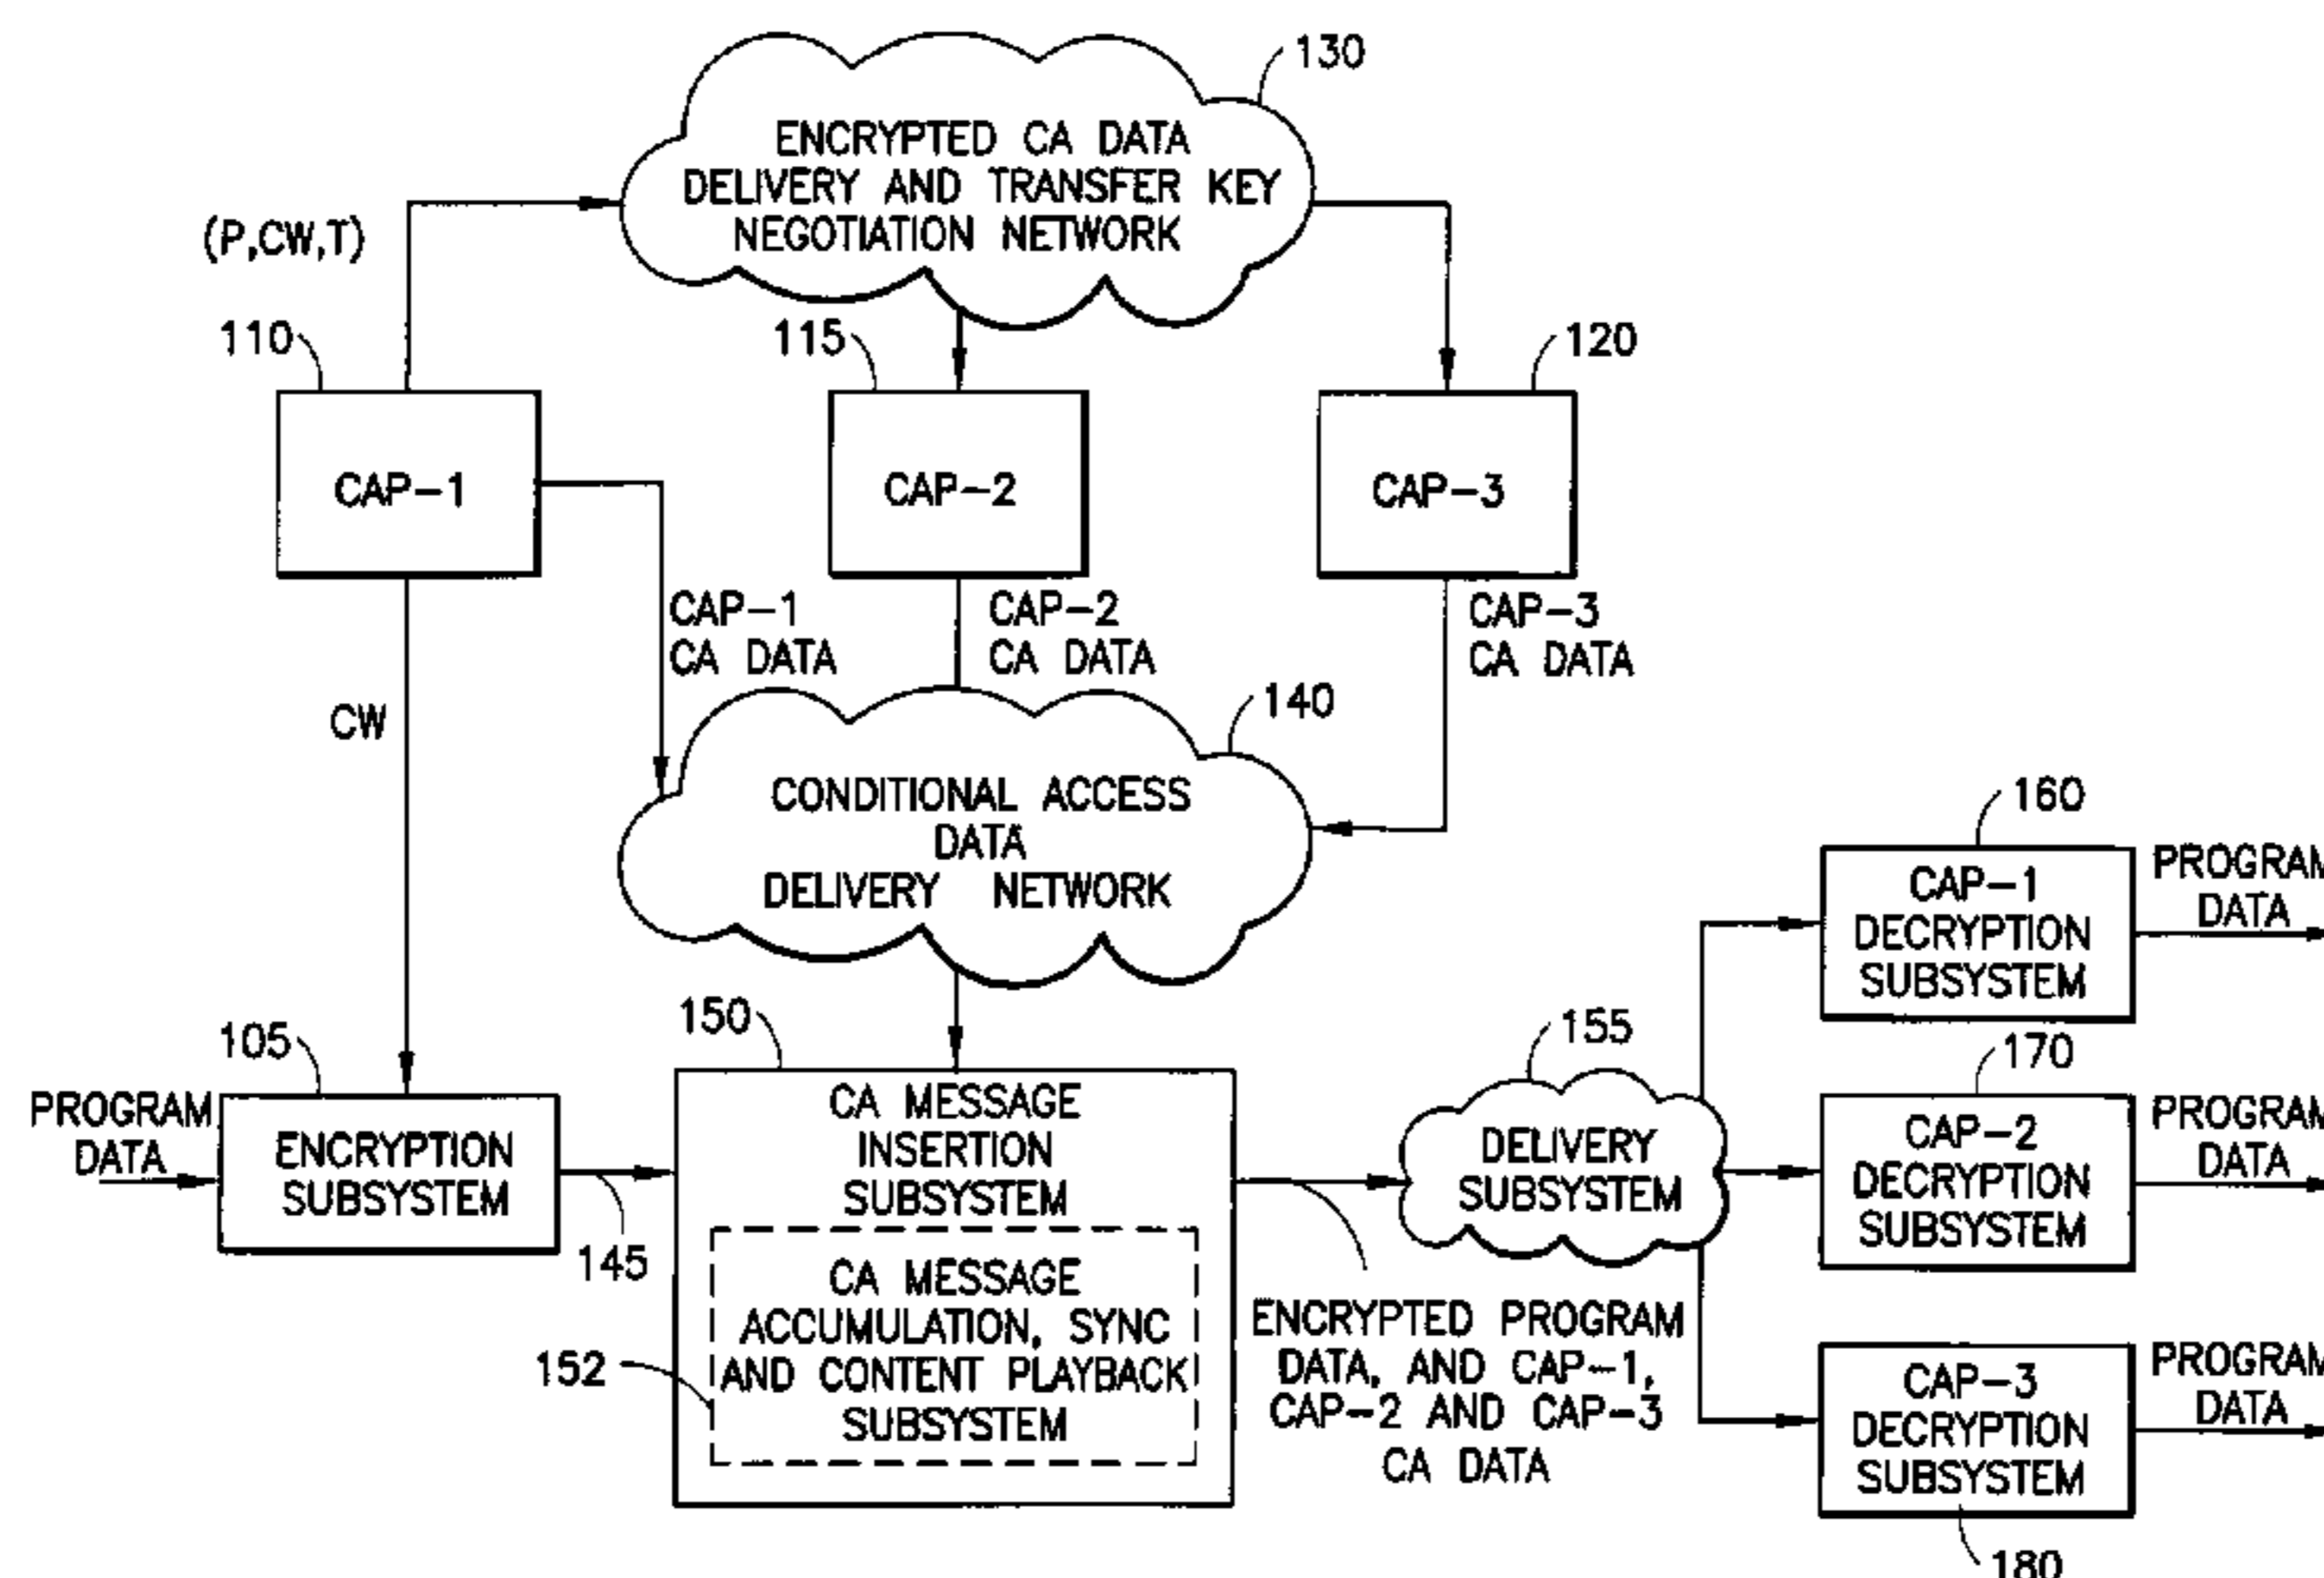 130
ENCRYPTED CA DATA
DELIVERY AND TRANSFER KEY
NEGOTIATION NETWORK
(P,CW,T)
110
115
120
CAP-1
CAP-2
CAP-3
CAP-1
CA DATA
CAP-2
CA DATA
CAP-3
CA DATA
CW
140
CONDITIONAL ACCESS
DATA
DELIVERY NETWORK
160
CAP-1
DECRYPTION
SUBSYSTEM
PROGRAM
DATA
105
PROGRAM
DATA
ENCRYPTION
SUBSYSTEM
145
150
CA MESSAGE
INSERTION
SUBSYSTEM
152
CA MESSAGE
ACCUMULATION, SYNC
AND CONTENT PLAYBACK
SUBSYSTEM
155
DELIVERY
SUBSYSTEM
ENCRYPTED PROGRAM
DATA, AND CAP-1,
CAP-2 AND CAP-3
CA DATA
170
CAP-2
DECRYPTION
SUBSYSTEM
PROGRAM
DATA
CAP-3
DECRYPTION
SUBSYSTEM
PROGRAM
DATA
180